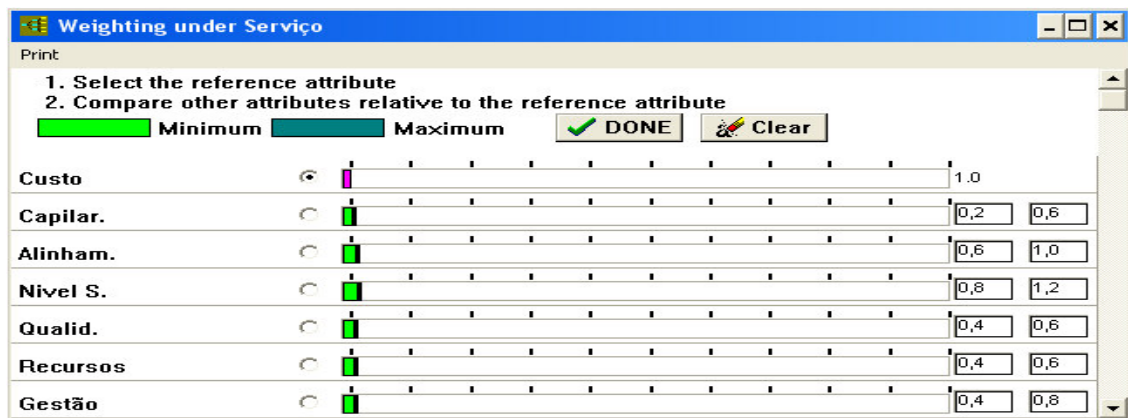 Weighting under Serviço
Print
1. Select the reference attribute
2. Compare other attributes relative to the reference attribute
Minimum Maximum DONE Clear
Custo 1.0
Capilar. 0,2 0,6
Alinham. 0,6 1,0
Nivel S. 0,8 1,2
Qualid. 0,4 0,6
Recursos 0,4 0,6
Gestão 0,4 0,8